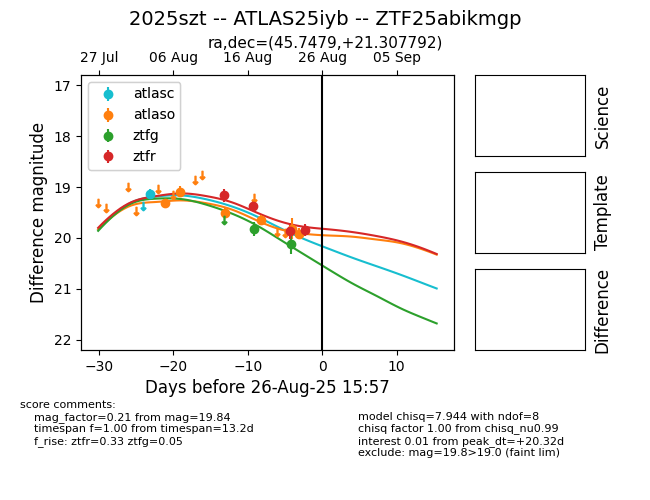 2025szt -- ATLAS25iyb -- ZTF25abikmgp
ra,dec=(45.7479,+21.307792)
27 Jul 06 Aug 16 Aug 26 Aug 05 Sep
17
18
19
20
21
22
Difference magnitude
atlasc
atlaso
ztfg
ztfr
−30 −20 −10 0 10
Days before 26-Aug-25 15:57
Science
Template
Difference
score comments:
mag_factor=0.21 from mag=19.84
timespan f=1.00 from timespan=13.2d
f_rise: ztfr=0.33 ztfg=0.05
model chisq=7.944 with ndof=8
chisq factor 1.00 from chisq_nu0.99
interest 0.01 from peak_dt=+20.32d
exclude: mag=19.8>19.0 (faint lim)